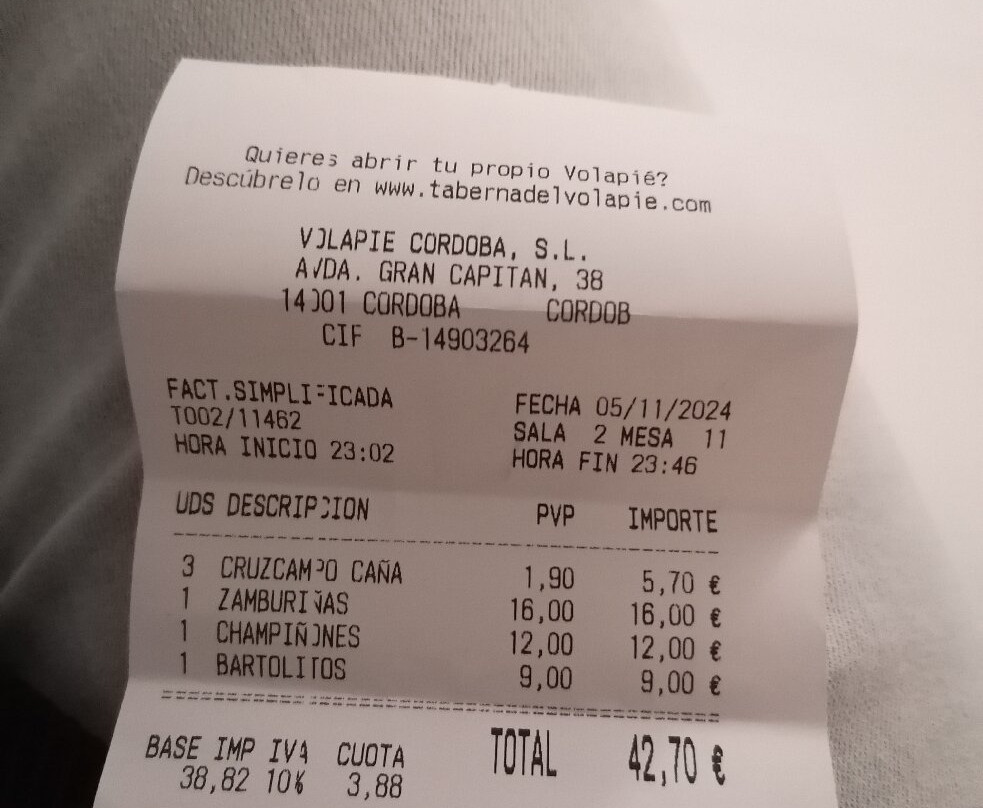 Quieres abrir tu propio Volapié?
Descúbrelo en www.tabernadelvolapie.com
VOLAPIE CORDOBA, S.L.
AVDA. GRAN CAPITAN, 38
14001 CORDOBA CORDOB
CIF B-14903264
FACT.SIMPLIFICADA FECHA 05/11/2024
T002/11462 SALA 2 MESA 11
HORA INICIO 23:02 HORA FIN 23:46
UDS DESCRIPCION PVP IMPORTE
3 CRUZCAMPO CAÑA 1,90 5,70 €
1 ZAMBURIÑAS 16,00 16,00 €
1 CHAMPIÑONES 12,00 12,00 €
1 BARTOLITOS 9,00 9,00 €
BASE IMP IVA CUOTA TOTAL 42,70 €
38,82 10% 3,88